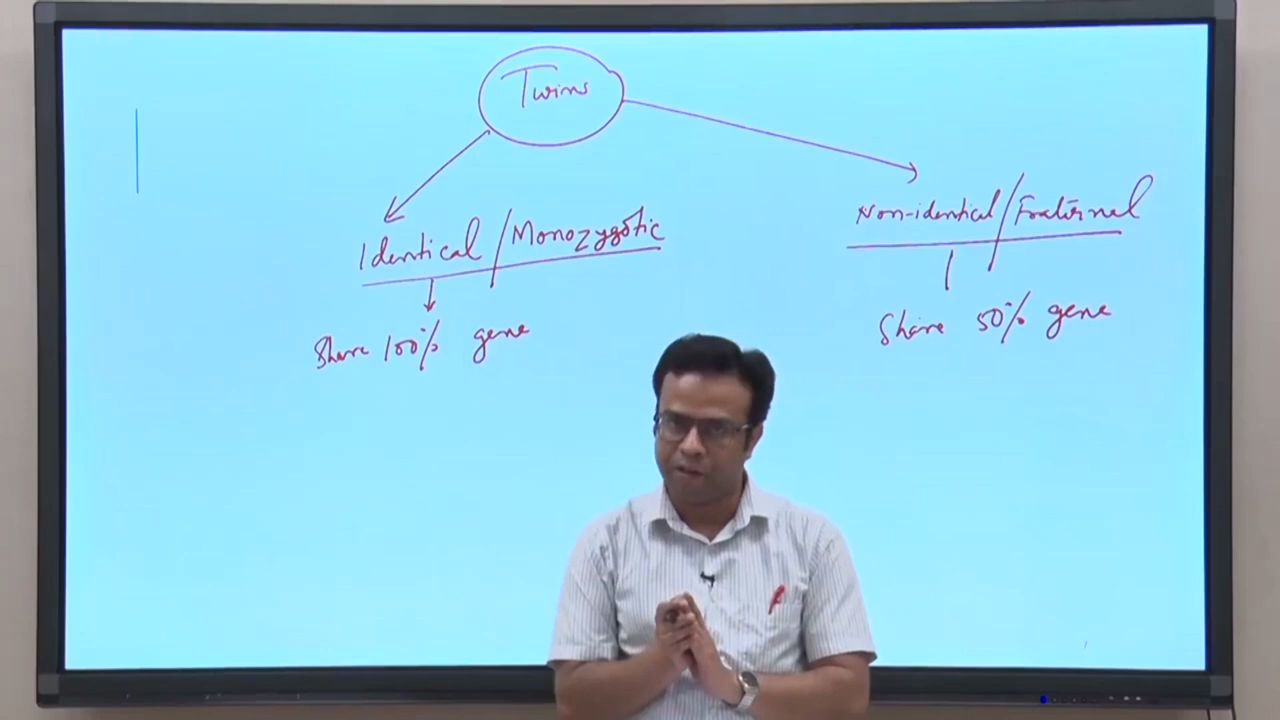 Twins
Identical / Monozygotic
Share 100% gene
Non-identical / Fraternal
Share 50% gene